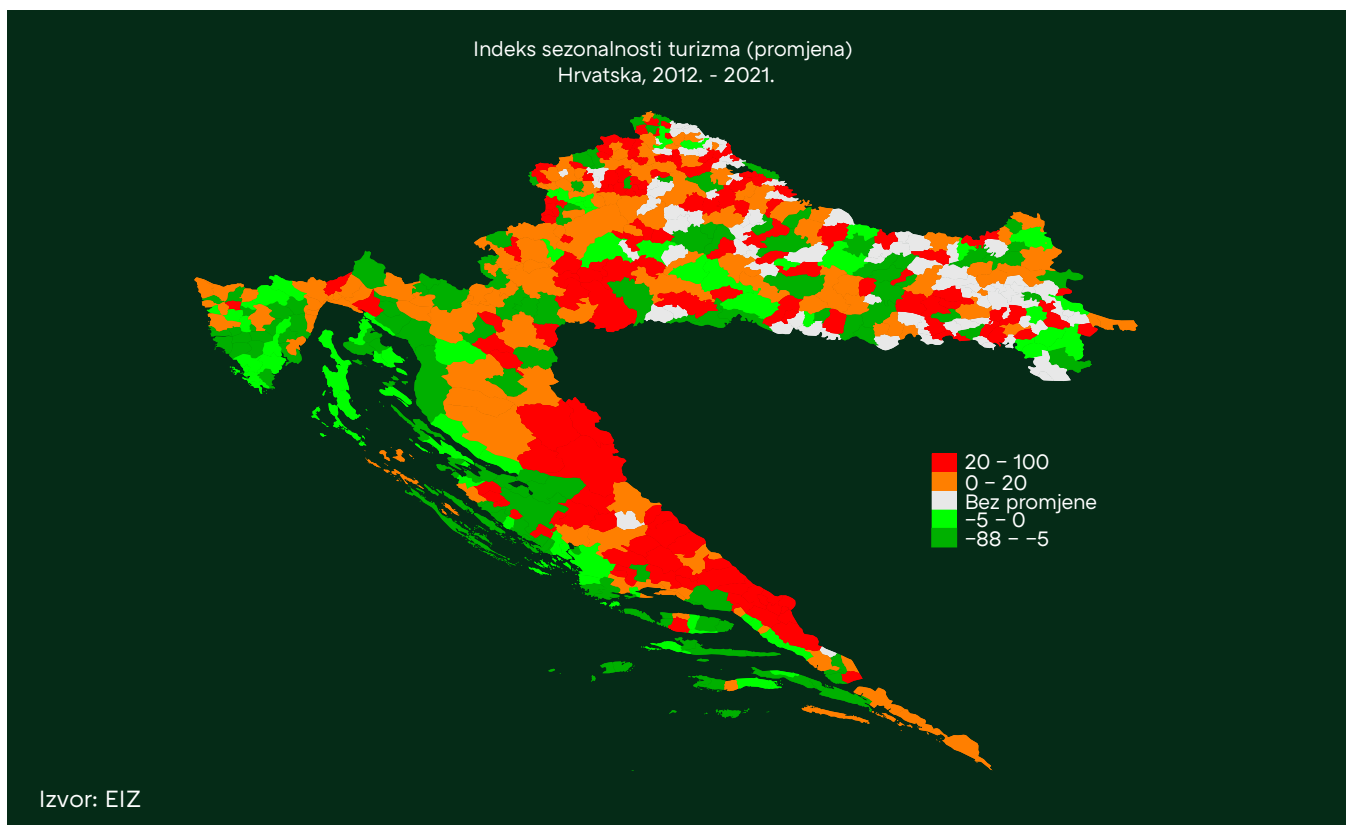 Indeks sezonalnosti turizma (promjena)
Hrvatska, 2012. - 2021.
20 – 100
0 – 20
Bez promjene
−5 – 0
−88 – −5
Izvor: EIZ